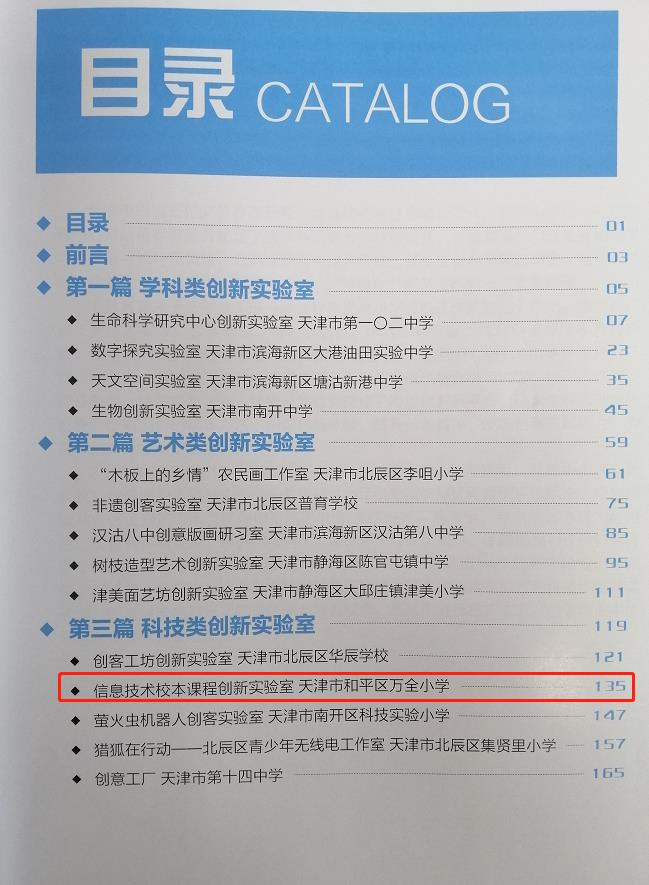 目录 CATALOG
目录 01
前言 03
第一篇 学科类创新实验室 05
生命科学研究中心创新实验室 天津市第一〇二中学 07
数字探究实验室 天津市滨海新区大港油田实验中学 23
天文空间实验室 天津市滨海新区塘沽新港中学 35
生物创新实验室 天津市南开中学 45
第二篇 艺术类创新实验室 59
“木板上的乡情”农民画工作室 天津市北辰区李咀小学 61
非遗创客实验室 天津市北辰区普育学校 75
汉沽八中创意版画研习室 天津市滨海新区汉沽第八中学 85
树枝造型艺术创新实验室 天津市静海区陈官屯镇中学 95
津美面艺坊创新实验室 天津市静海区大邱庄镇津美小学 111
第三篇 科技类创新实验室 119
创客工坊创新实验室 天津市北辰区华辰学校 121
信息技术校本课程创新实验室 天津市和平区万全小学 135
萤火虫机器人创客实验室 天津市南开区科技实验小学 147
猎狐在行动——北辰区青少年无线电工作室 天津市北辰区集贤里小学 157
创意工厂 天津市第十四中学 165